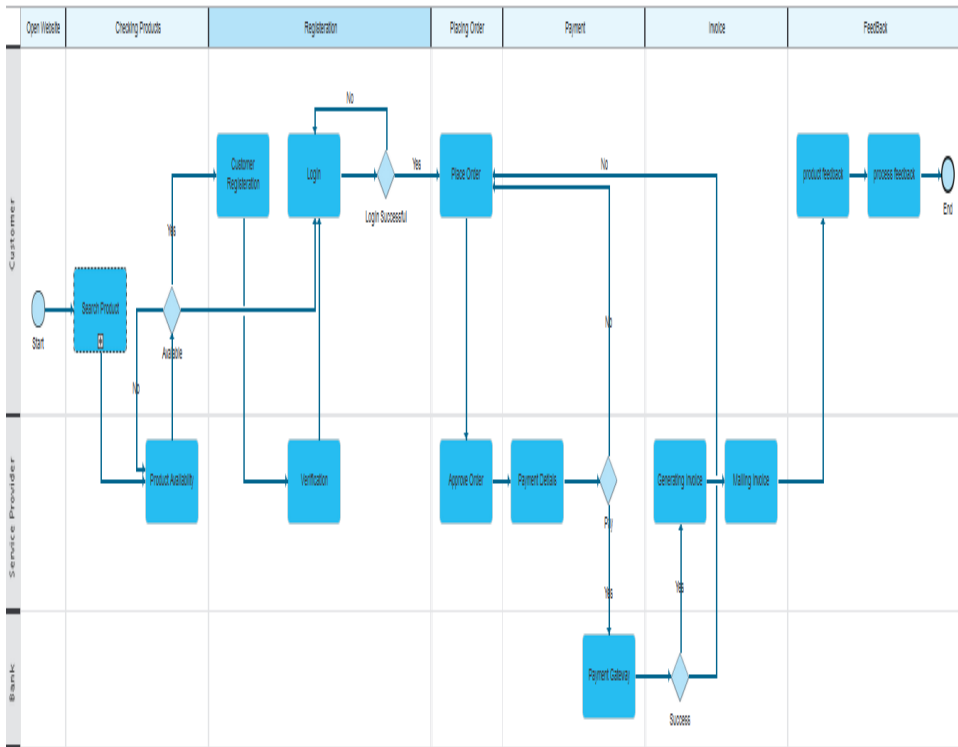 Open Website
Checking Products
Registeration
Placing Order
Payment
Invoice
FeedBack
Customer
Service Provider
Bank
No
Customer
Registeration
Login
Yes
Login Successful
Place Order
No
product feedback
process feedback
End
Yes
Start
Search Product
Available
No
No
Product Availability
Verification
Approve Order
Payment Details
Pay
Generating Invoice
Mailing Invoice
Yes
Yes
Payment Gateway
Success